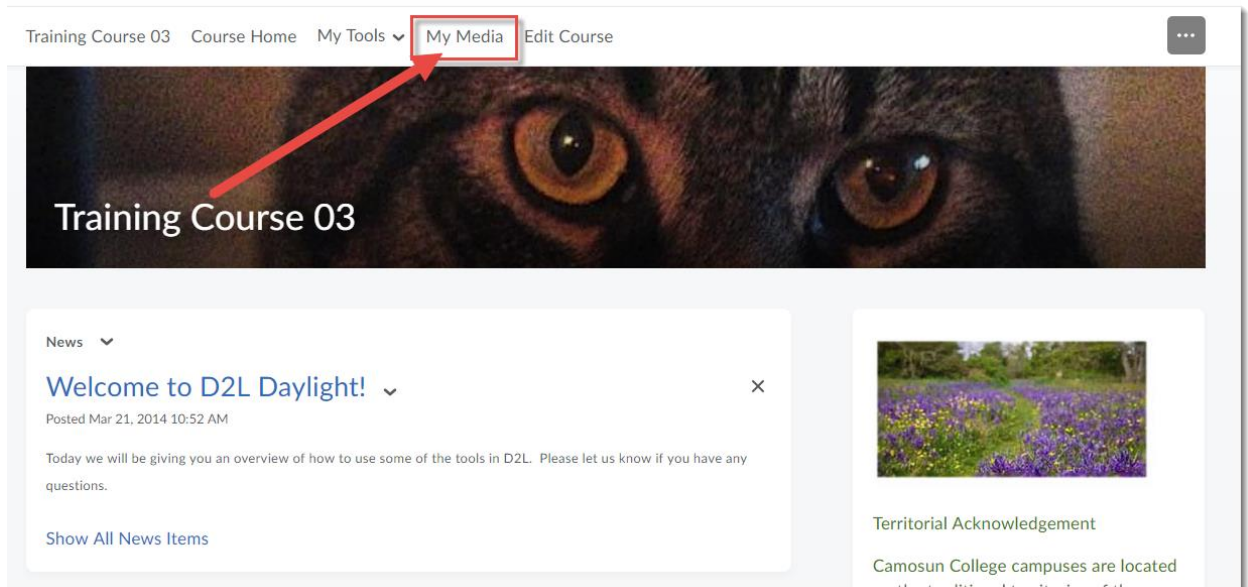 Training Course 03 Course Home My Tools My Media Edit Course
Training Course 03
News
Welcome to D2L Daylight!
Posted Mar 21, 2014 10:52 AM
Today we will be giving you an overview of how to use some of the tools in D2L. Please let us know if you have any
questions.
Show All News Items
Territorial Acknowledgement
Camosun College campuses are located